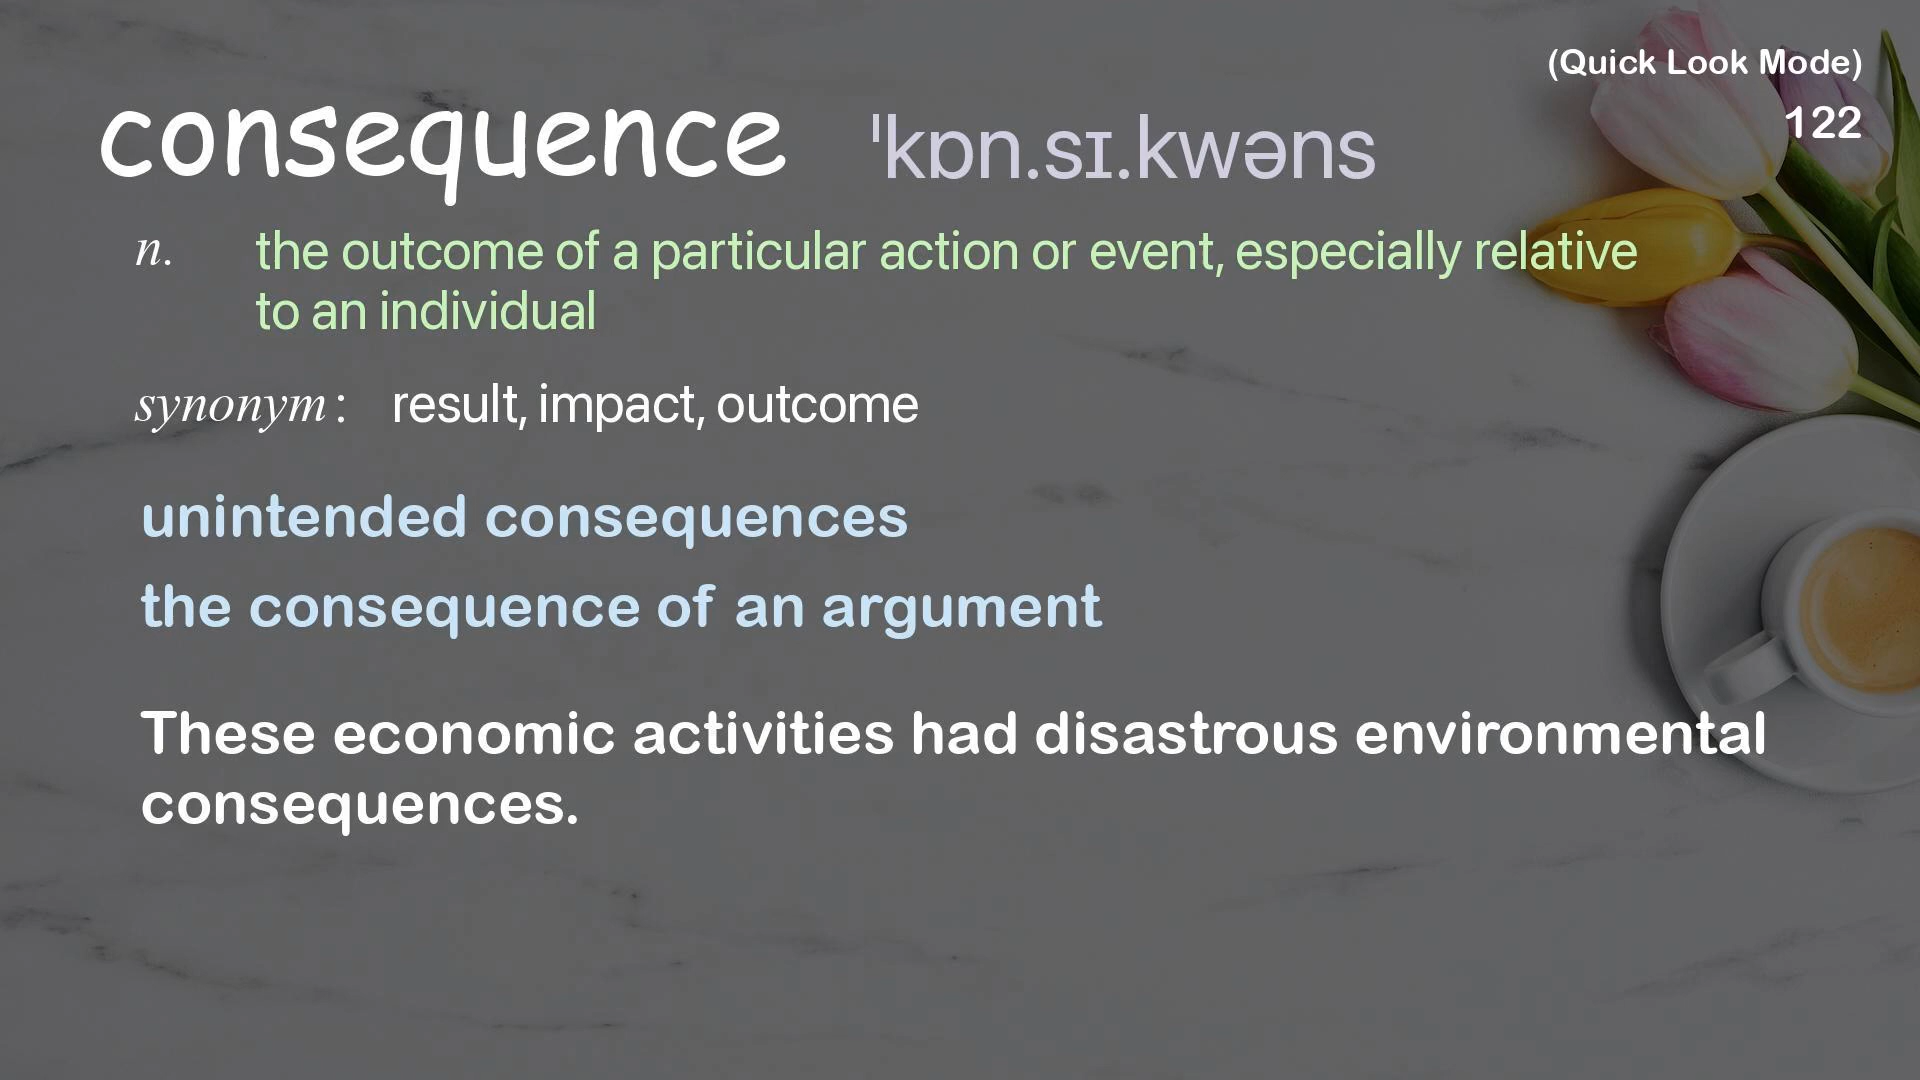 (Quick Look Mode)
122
consequence ˈkɒn.sɪ.kwəns
n. the outcome of a particular action or event, especially relative
to an individual
synonym: result, impact, outcome
unintended consequences
the consequence of an argument
These economic activities had disastrous environmental
consequences.